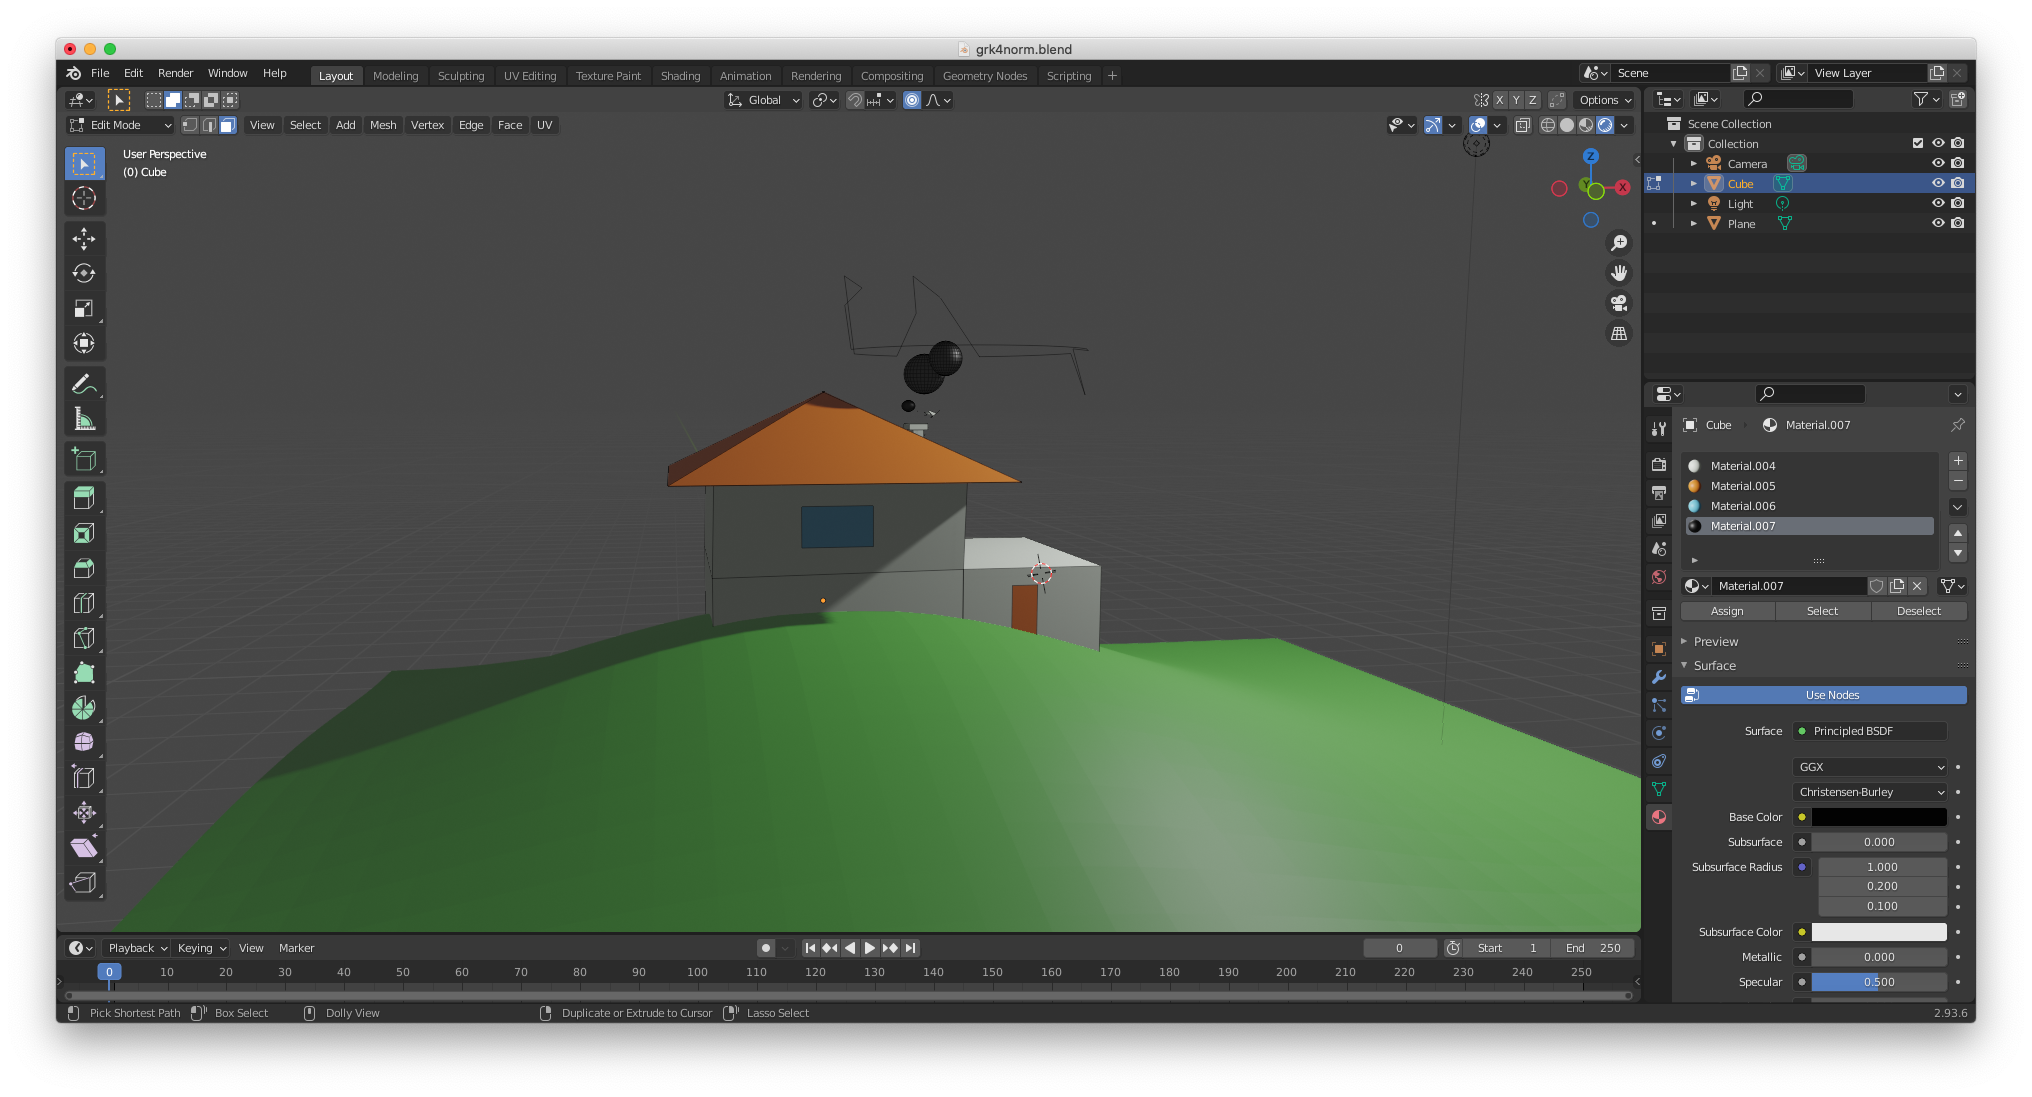 grk4norm.blend
File Edit Render Window Help Layout Modeling Sculpting UV Editing Texture Paint Shading Animation Rendering Compositing Geometry Nodes Scripting + Scene View Layer
Global X Y Z Options
Edit Mode View Select Add Mesh Vertex Edge Face UV
User Perspective
(0) Cube
Z
Y
X
Scene Collection
Collection
Camera
Cube
Light
Plane
Cube Material.007
Material.004
Material.005
Material.006
Material.007
Material.007
Assign Select Deselect
Preview
Surface
Use Nodes
Surface Principled BSDF
GGX
Christensen-Burley
Base Color
Subsurface 0.000
Subsurface Radius 1.000
0.200
0.100
Subsurface Color
Metallic 0.000
Specular 0.500
Playback Keying View Marker 0 Start 1 End 250
0 10 20 30 40 50 60 70 80 90 100 110 120 130 140 150 160 170 180 190 200 210 220 230 240 250
Pick Shortest Path Box Select Dolly View Duplicate or Extrude to Cursor Lasso Select 2.93.6